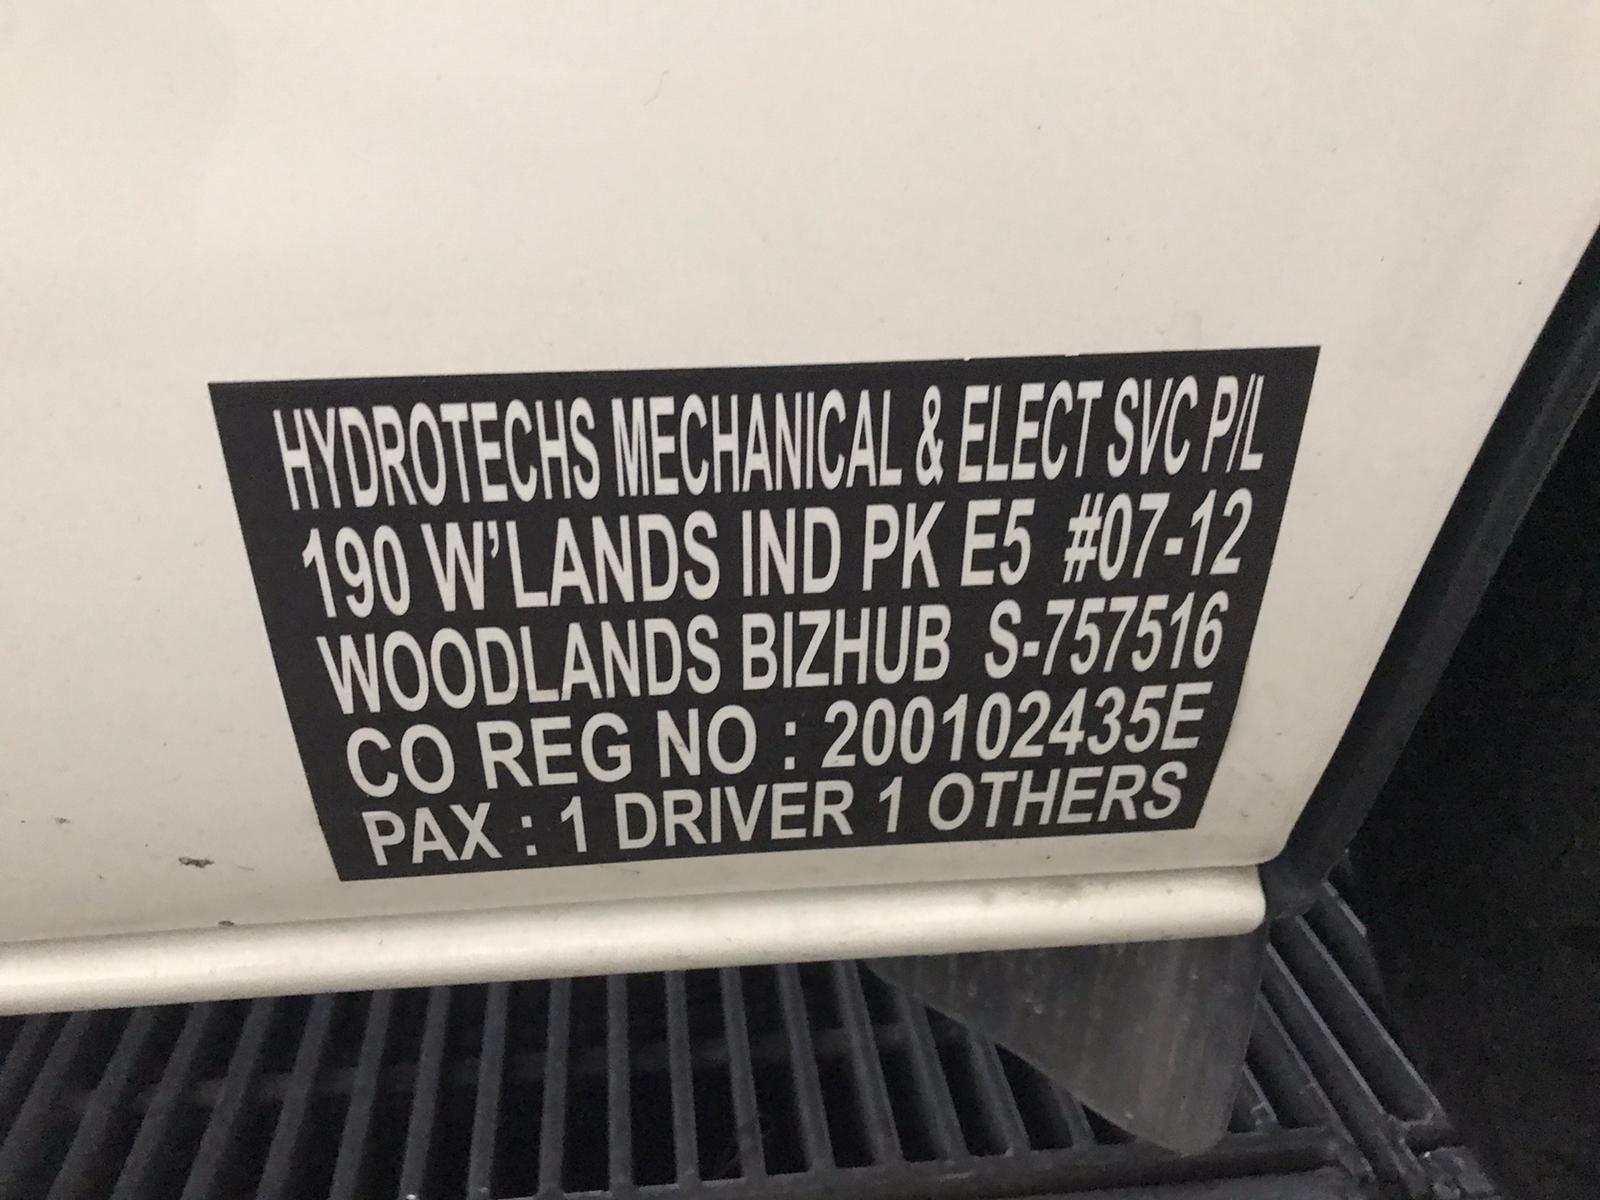 HYDROTECHS MECHANICAL & ELECT SVC P/L
190 W'LANDS IND PK E5 #07-12
WOODLANDS BIZHUB S-757516
CO REG NO : 200102435E
PAX : 1 DRIVER 1 OTHERS